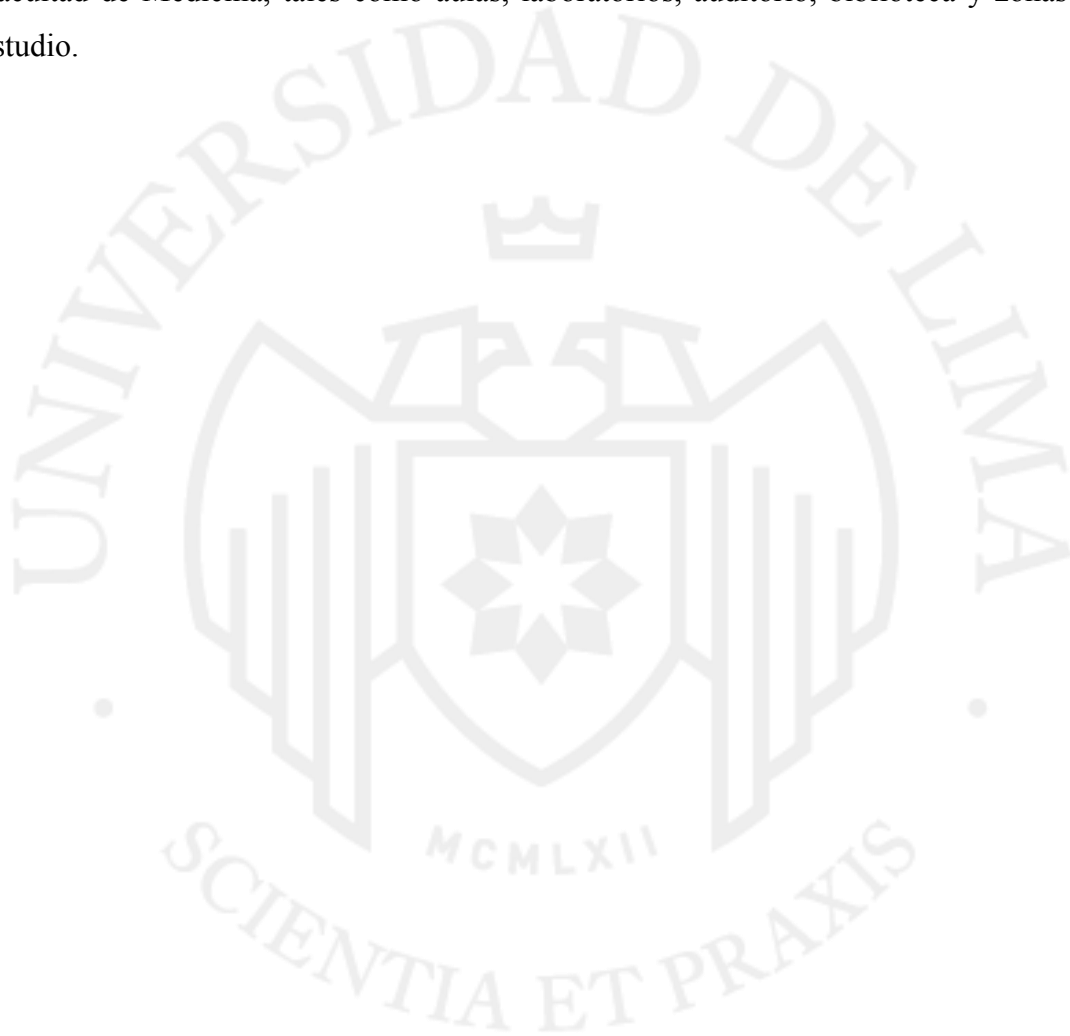 acultad de Medicina, tales como aulas, laboratorios, auditorio, biblioteca y zonas
studio.
UNIVERSIDAD DE LIMA
MCMLXII
SCIENTIA ET PRAXIS